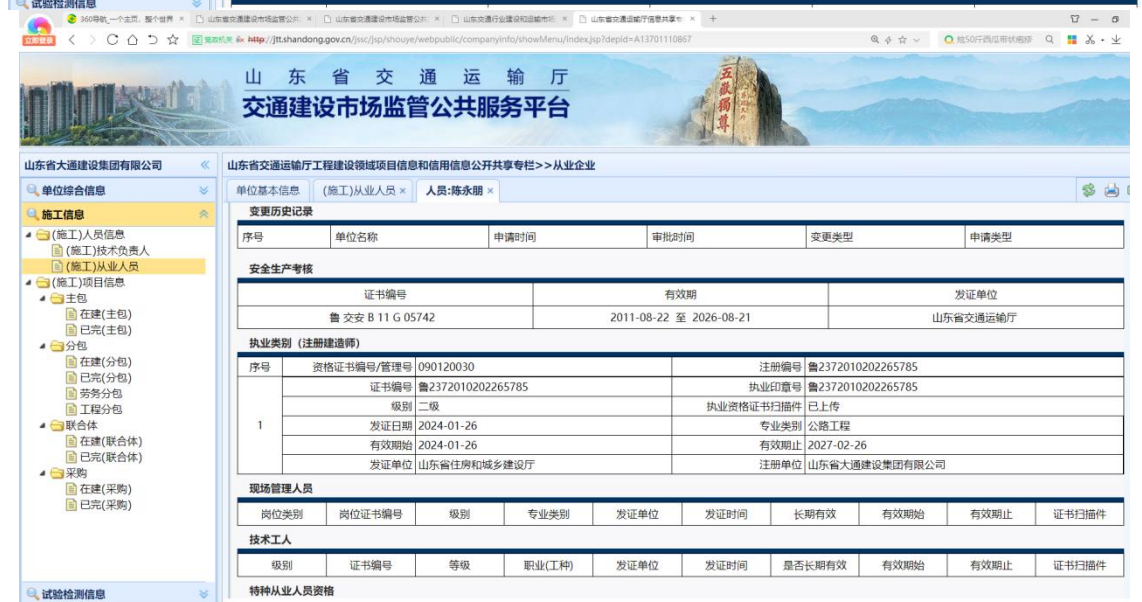 试验检测信息
360导航_一个主页，整个世界 × 山东省交通建设市场监管公共 × 山东省交通建设市场监管公共 × 山东交通行业建设和运输市场 × 山东省交通运输厅信息共享专 × +
立即登录 党政机关 http://jtt.shandong.gov.cn/jssc/jsp/shouye/webpublic/companyinfo/showMenu/index.jsp?depId=A13701110867
山东省交通运输厅
交通建设市场监管公共服务平台
五嶽獨尊
山东省大通建设集团有限公司 山东省交通运输厅工程建设领域项目信息和信用信息公开共享专栏>>从业企业
单位综合信息 单位基本信息 (施工)从业人员 × 人员:陈永朋 ×
施工信息
(施工)人员信息
(施工)技术负责人
(施工)从业人员
(施工)项目信息
主包
在建(主包)
已完(主包)
分包
在建(分包)
已完(分包)
劳务分包
工程分包
联合体
在建(联合体)
已完(联合体)
采购
在建(采购)
已完(采购)
试验检测信息
变更历史记录
序号 单位名称 申请时间 审批时间 变更类型 申请类型
安全生产考核
证书编号 有效期 发证单位
鲁 交安 B 11 G 05742 2011-08-22 至 2026-08-21 山东省交通运输厅
执业类别（注册建造师）
序号 资格证书编号/管理号 090120030 注册编号 鲁2372010202265785
证书编号 鲁2372010202265785 执业印章号 鲁2372010202265785
级别 二级 执业资格证书扫描件 已上传
1 发证日期 2024-01-26 专业类别 公路工程
有效期始 2024-01-26 有效期止 2027-02-26
发证单位 山东省住房和城乡建设厅 注册单位 山东省大通建设集团有限公司
现场管理人员
岗位类别 岗位证书编号 级别 专业类别 发证单位 发证时间 长期有效 有效期始 有效期止 证书扫描件
技术工人
级别 证书编号 等级 职业(工种) 发证单位 发证时间 是否长期有效 有效期始 有效期止 证书扫描件
特种从业人员资格